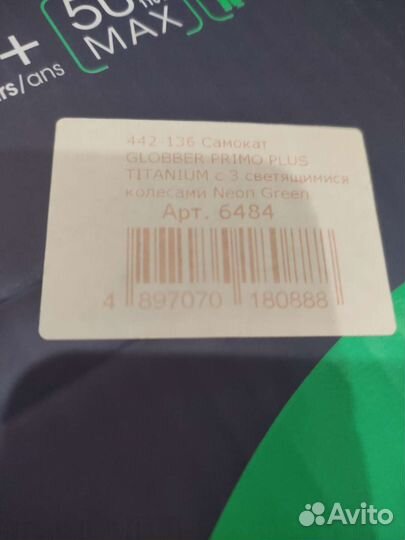 50
+ MAX
rs/ans
442-136 Самокат
GLOBBER PRIMO PLUS
TITANIUM с 3 светящимися
колесами Neon Green
Арт. 6484
4 897070 180888
Avito